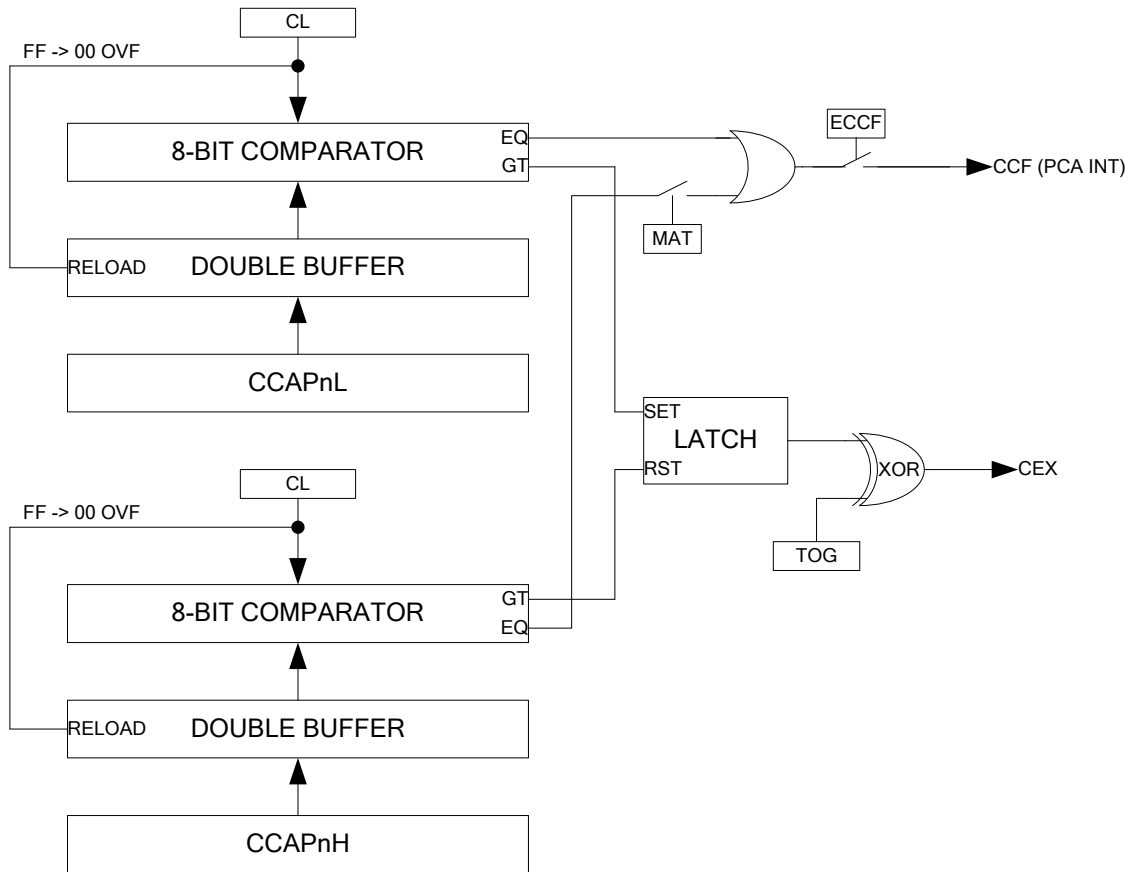 CL
FF -> 00 OVF
8-BIT COMPARATOR
EQ
GT
ECCF
CCF (PCA INT)
MAT
RELOAD
DOUBLE BUFFER
CCAPnL
SET
LATCH
RST
XOR
CEX
TOG
CL
FF -> 00 OVF
8-BIT COMPARATOR
GT
EQ
RELOAD
DOUBLE BUFFER
CCAPnH